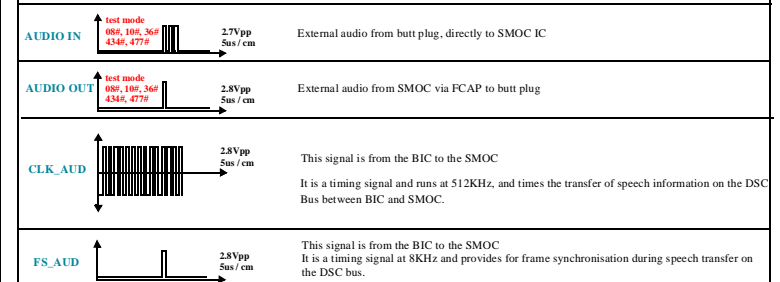 AUDIO IN
test mode
08#, 10#, 36#
434#, 477#
2.7Vpp
5us / cm
External audio from butt plug, directly to SMOC IC
AUDIO OUT
test mode
08#, 10#, 36#
434#, 477#
2.8Vpp
5us / cm
External audio from SMOC via FCAP to butt plug
CLK_AUD
2.8Vpp
5us / cm
This signal is from the BIC to the SMOC
It is a timing signal and runs at 512KHz, and times the transfer of speech information on the DSC
Bus between BIC and SMOC.
FS_AUD
2.8Vpp
5us / cm
This signal is from the BIC to the SMOC
It is a timing signal at 8KHz and provides for frame synchronisation during speech transfer on
the DSC bus.